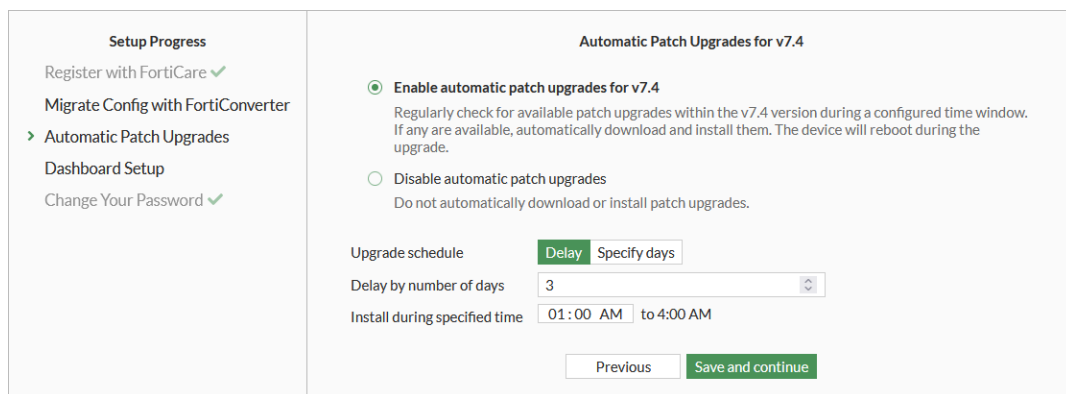 Setup Progress
Register with FortiCare
Migrate Config with FortiConverter
Automatic Patch Upgrades
Dashboard Setup
Change Your Password
Automatic Patch Upgrades for v7.4
Enable automatic patch upgrades for v7.4
Regularly check for available patch upgrades within the v7.4 version during a configured time window.
If any are available, automatically download and install them. The device will reboot during the
upgrade.
Disable automatic patch upgrades
Do not automatically download or install patch upgrades.
Upgrade schedule Delay Specify days
Delay by number of days 3
Install during specified time 01:00 AM to 4:00 AM
Previous Save and continue